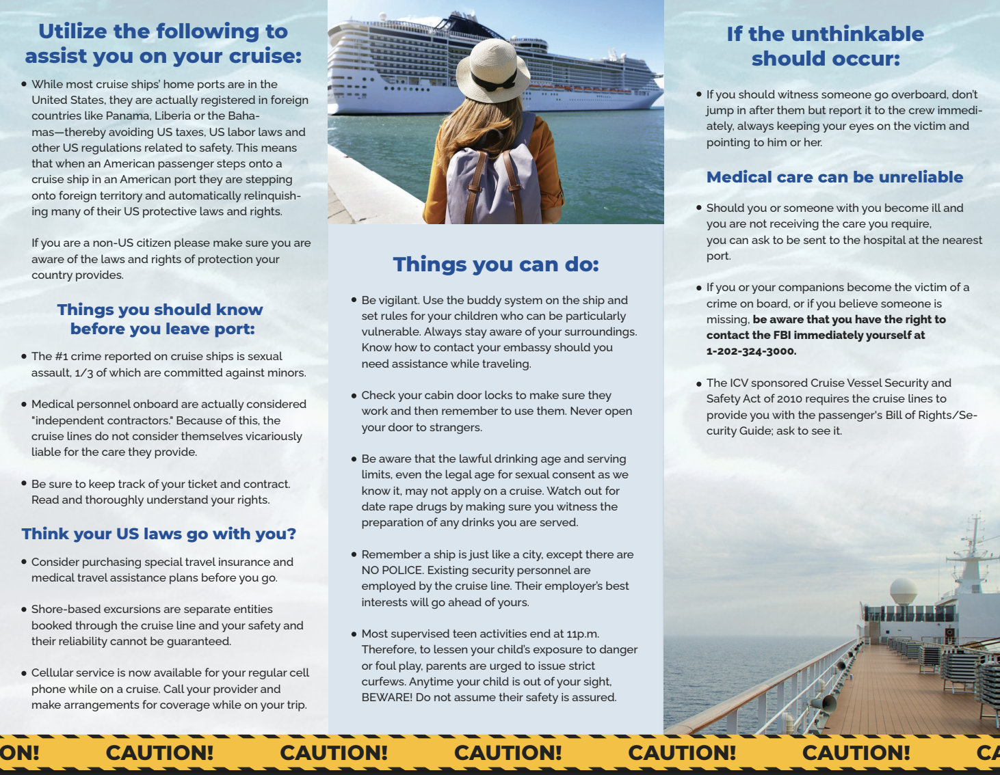 Utilize the following to
assist you on your cruise:
● While most cruise ships' home ports are in the
United States, they are actually registered in foreign
countries like Panama, Liberia or the Baha-
mas—thereby avoiding US taxes, US labor laws and
other US regulations related to safety. This means
that when an American passenger steps onto a
cruise ship in an American port they are stepping
onto foreign territory and automatically relinquish-
ing many of their US protective laws and rights.
If you are a non-US citizen please make sure you are
aware of the laws and rights of protection your
country provides.
Things you should know
before you leave port:
● The #1 crime reported on cruise ships is sexual
assault, 1/3 of which are committed against minors.
● Medical personnel onboard are actually considered
"independent contractors." Because of this, the
cruise lines do not consider themselves vicariously
liable for the care they provide.
● Be sure to keep track of your ticket and contract.
Read and thoroughly understand your rights.
Think your US laws go with you?
● Consider purchasing special travel insurance and
medical travel assistance plans before you go.
● Shore-based excursions are separate entities
booked through the cruise line and your safety and
their reliability cannot be guaranteed.
● Cellular service is now available for your regular cell
phone while on a cruise. Call your provider and
make arrangements for coverage while on your trip.
Things you can do:
● Be vigilant. Use the buddy system on the ship and
set rules for your children who can be particularly
vulnerable. Always stay aware of your surroundings.
Know how to contact your embassy should you
need assistance while traveling.
● Check your cabin door locks to make sure they
work and then remember to use them. Never open
your door to strangers.
● Be aware that the lawful drinking age and serving
limits, even the legal age for sexual consent as we
know it, may not apply on a cruise. Watch out for
date rape drugs by making sure you witness the
preparation of any drinks you are served.
● Remember a ship is just like a city, except there are
NO POLICE. Existing security personnel are
employed by the cruise line. Their employer's best
interests will go ahead of yours.
● Most supervised teen activities end at 11p.m.
Therefore, to lessen your child's exposure to danger
or foul play, parents are urged to issue strict
curfews. Anytime your child is out of your sight,
BEWARE! Do not assume their safety is assured.
If the unthinkable
should occur:
● If you should witness someone go overboard, don't
jump in after them but report it to the crew immedi-
ately, always keeping your eyes on the victim and
pointing to him or her.
Medical care can be unreliable
● Should you or someone with you become ill and
you are not receiving the care you require,
you can ask to be sent to the hospital at the nearest
port.
● If you or your companions become the victim of a
crime on board, or if you believe someone is
missing, be aware that you have the right to
contact the FBI immediately yourself at
1-202-324-3000.
● The ICV sponsored Cruise Vessel Security and
Safety Act of 2010 requires the cruise lines to
provide you with the passenger's Bill of Rights/Se-
curity Guide; ask to see it.
ON! CAUTION! CAUTION! CAUTION! CAUTION! CAUTION! CA